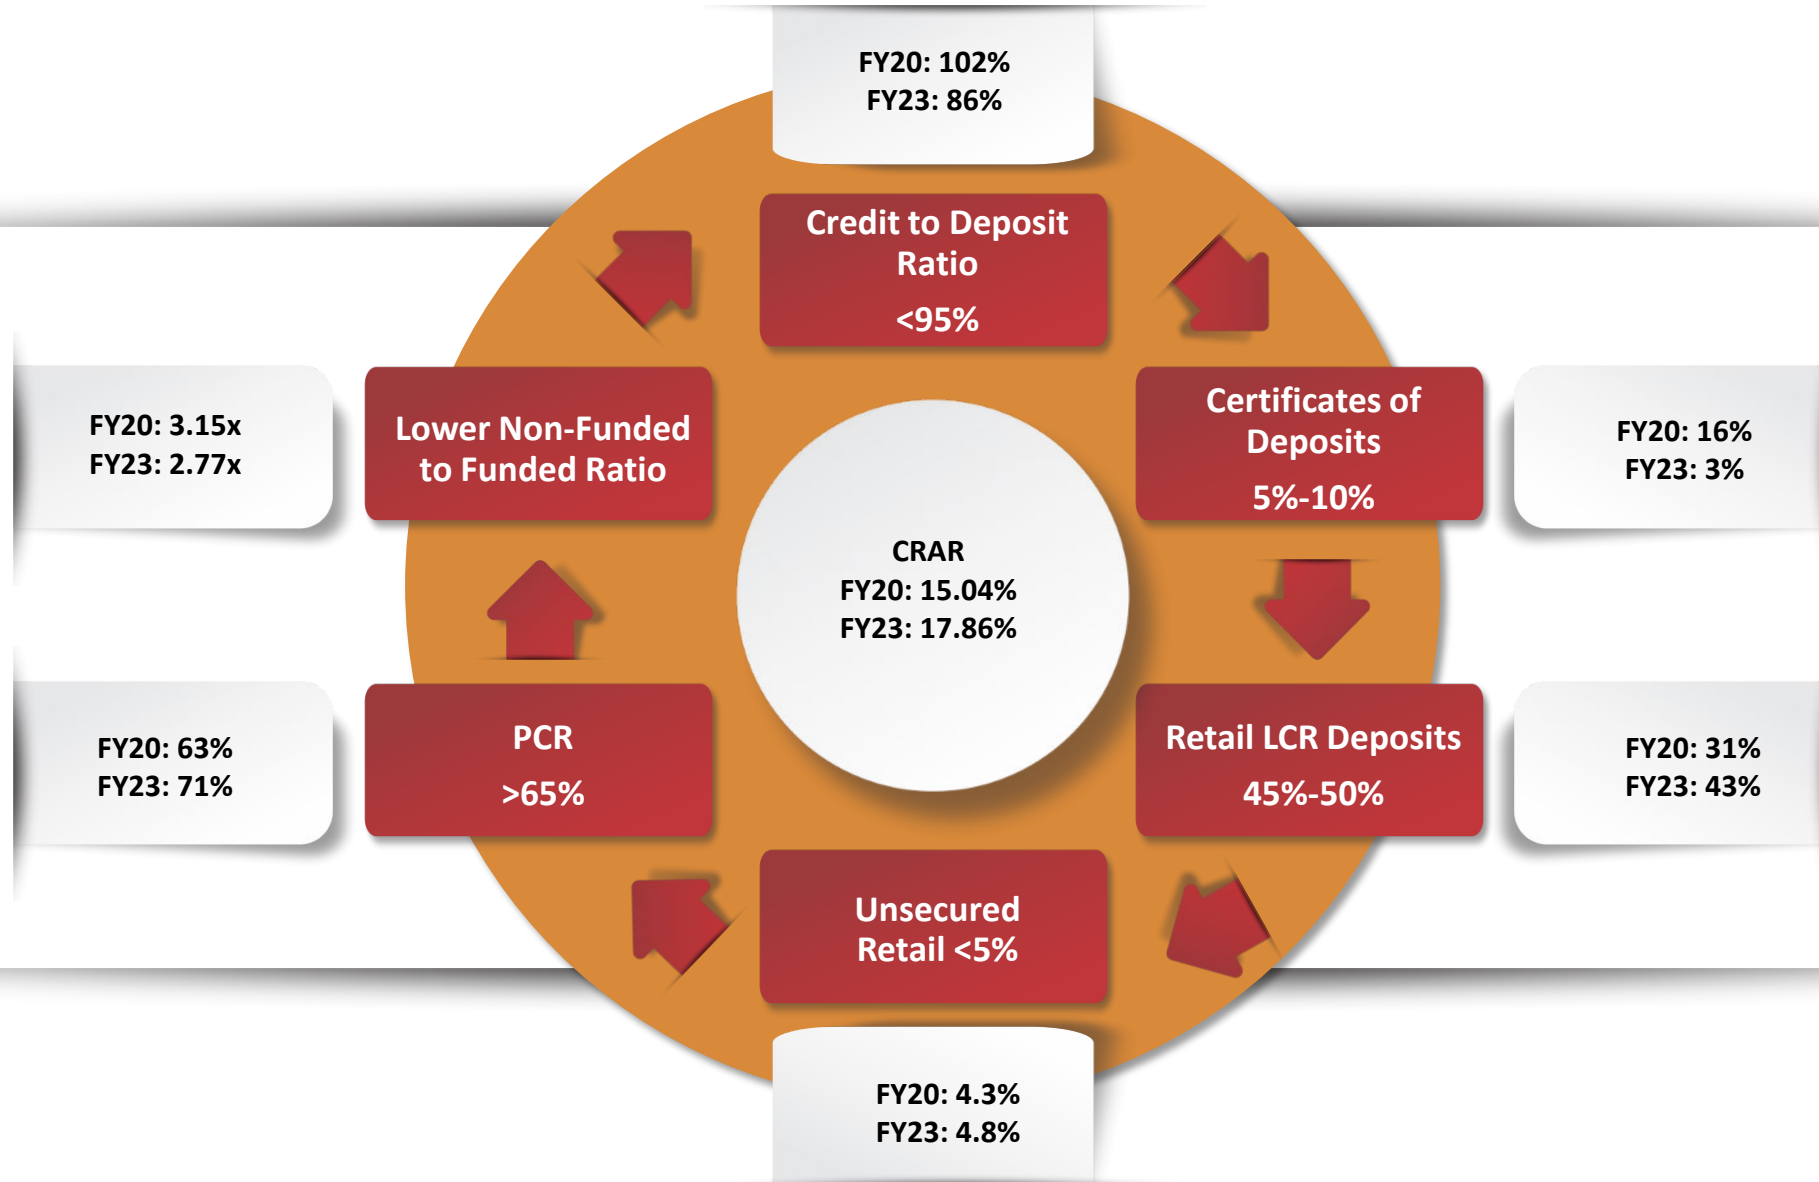 FY20: 102%
FY23: 86%
Credit to Deposit
Ratio
<95%
Certificates of
Deposits
5%-10%
FY20: 16%
FY23: 3%
Retail LCR Deposits
45%-50%
FY20: 31%
FY23: 43%
Unsecured
Retail <5%
FY20: 4.3%
FY23: 4.8%
PCR
>65%
FY20: 63%
FY23: 71%
Lower Non-Funded
to Funded Ratio
FY20: 3.15x
FY23: 2.77x
CRAR
FY20: 15.04%
FY23: 17.86%